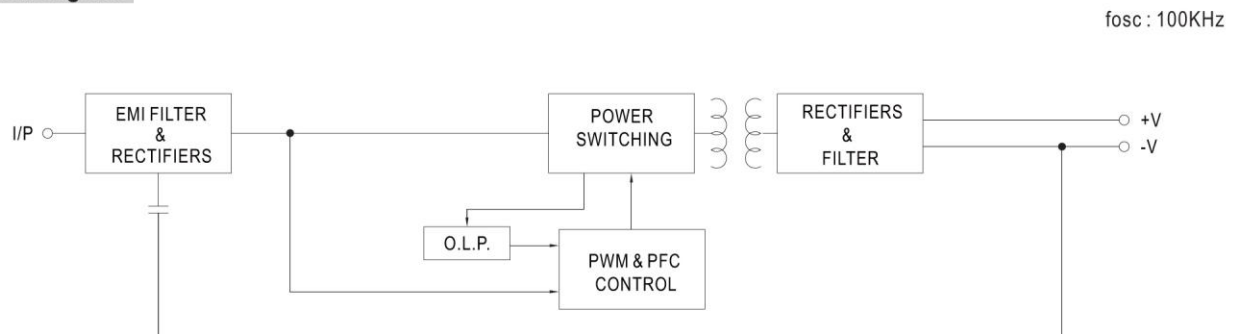 fosc : 100KHz
EMI FILTER
&
RECTIFIERS
I/P
POWER
SWITCHING
RECTIFIERS
&
FILTER
+V
-V
O.L.P.
PWM & PFC
CONTROL